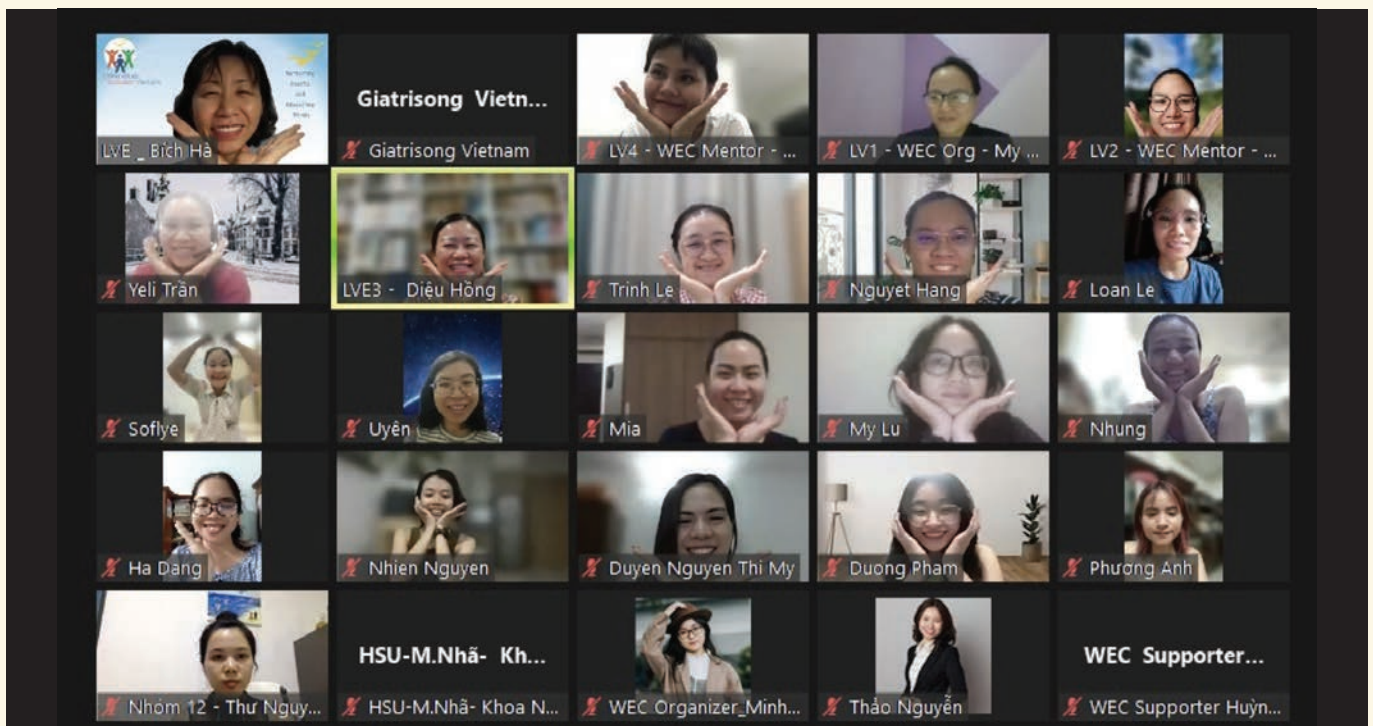 LVE _ Bích Hà
Giatrisong Vietn...
Giatrisong Vietnam
LV4 - WEC Mentor - ...
LV1 - WEC Org - My ...
LV2 - WEC Mentor - ...
Yeli Trần
LVE3 - Diệu Hồng
Trinh Le
Nguyet Hang
Loan Le
Soflye
Uyên
Mia
My Lu
Nhung
Ha Dang
Nhien Nguyen
Duyen Nguyen Thi My
Duong Pham
Phương Anh
Nhóm 12 - Thư Nguy...
HSU-M.Nhã- Kh...
HSU-M.Nhã- Khoa N...
WEC Organizer_Minh...
Thảo Nguyễn
WEC Supporter...
WEC Supporter Huỳn...